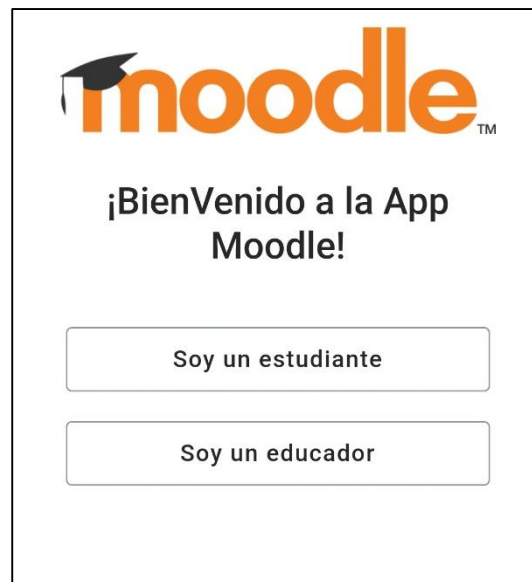 moodle TM
¡BienVenido a la App
Moodle!
Soy un estudiante
Soy un educador